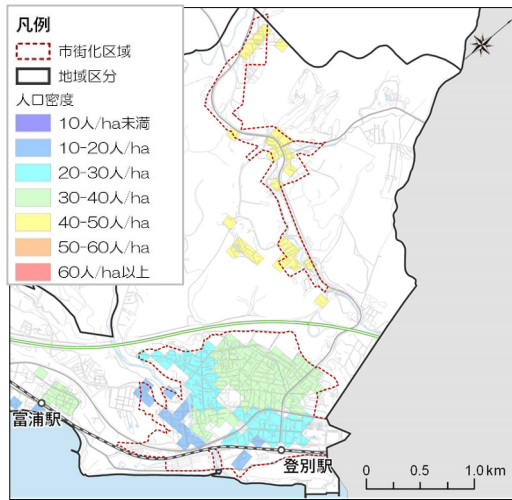 凡例
市街化区域
地域区分
人口密度
10人/ha未満
10-20人/ha
20-30人/ha
30-40人/ha
40-50人/ha
50-60人/ha
60人/ha以上
富浦駅
登別駅
0 0.5 1.0 km